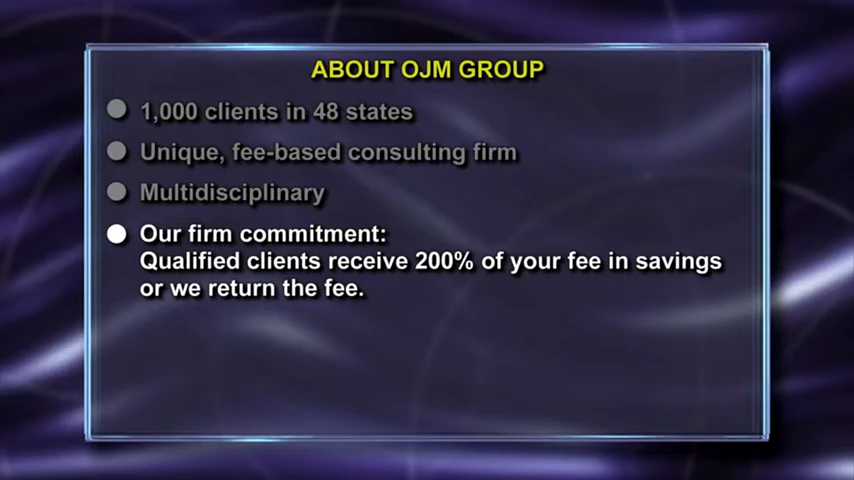 ABOUT OJM GROUP
1,000 clients in 48 states
Unique, fee-based consulting firm
Multidisciplinary
Our firm commitment:
Qualified clients receive 200% of your fee in savings
or we return the fee.